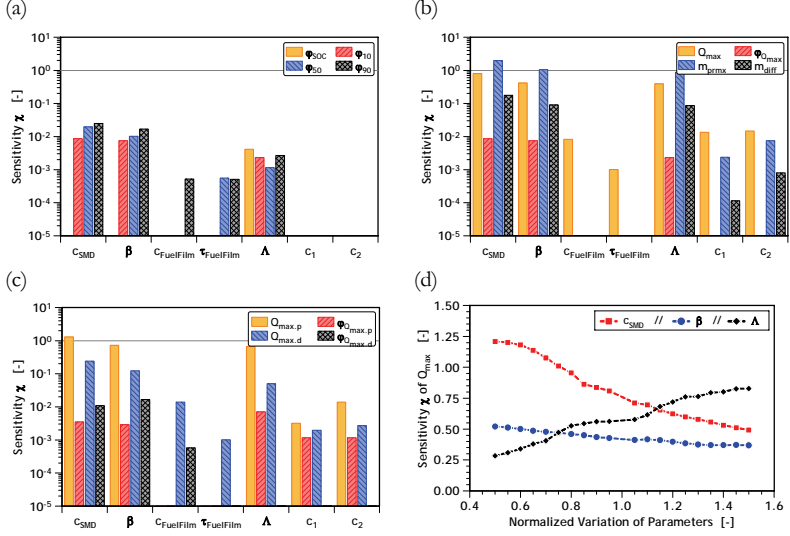 (a)
Sensitivity χ [-]
10¹
10⁰
10⁻¹
10⁻²
10⁻³
10⁻⁴
10⁻⁵
φSOC φ10
φ50 φ90
cSMD β cFuelFilm τFuelFilm Λ c1 c2
(b)
Sensitivity χ [-]
10¹
10⁰
10⁻¹
10⁻²
10⁻³
10⁻⁴
10⁻⁵
Qmax φQmax
mprmx mdiff
cSMD β cFuelFilm τFuelFilm Λ c1 c2
(c)
Sensitivity χ [-]
10¹
10⁰
10⁻¹
10⁻²
10⁻³
10⁻⁴
10⁻⁵
Qmax.p φQmax.p
Qmax.d φQmax.d
cSMD β cFuelFilm τFuelFilm Λ c1 c2
(d)
Sensitivity χ of Qmax [-]
1.50
1.25
1.00
0.75
0.50
0.25
0.00
cSMD // β // Λ
0.4 0.6 0.8 1.0 1.2 1.4 1.6
Normalized Variation of Parameters [-]